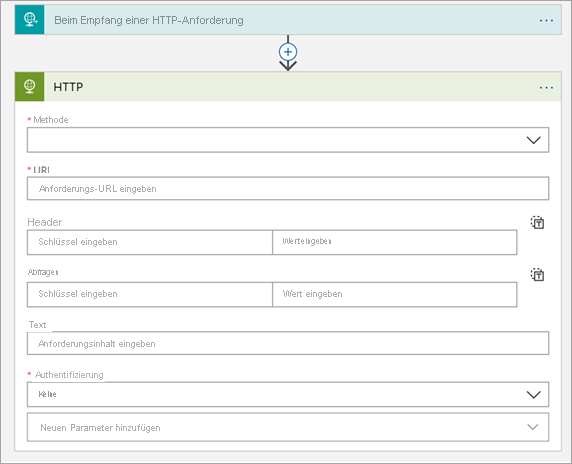 Beim Empfang einer HTTP-Anforderung
HTTP
* Methode
* URI
Anforderungs-URL eingeben
Header
Schlüssel eingeben
Wert eingeben
Abfragen
Schlüssel eingeben
Wert eingeben
Text
Anforderungsinhalt eingeben
* Authentifizierung
Keine
Neuen Parameter hinzufügen